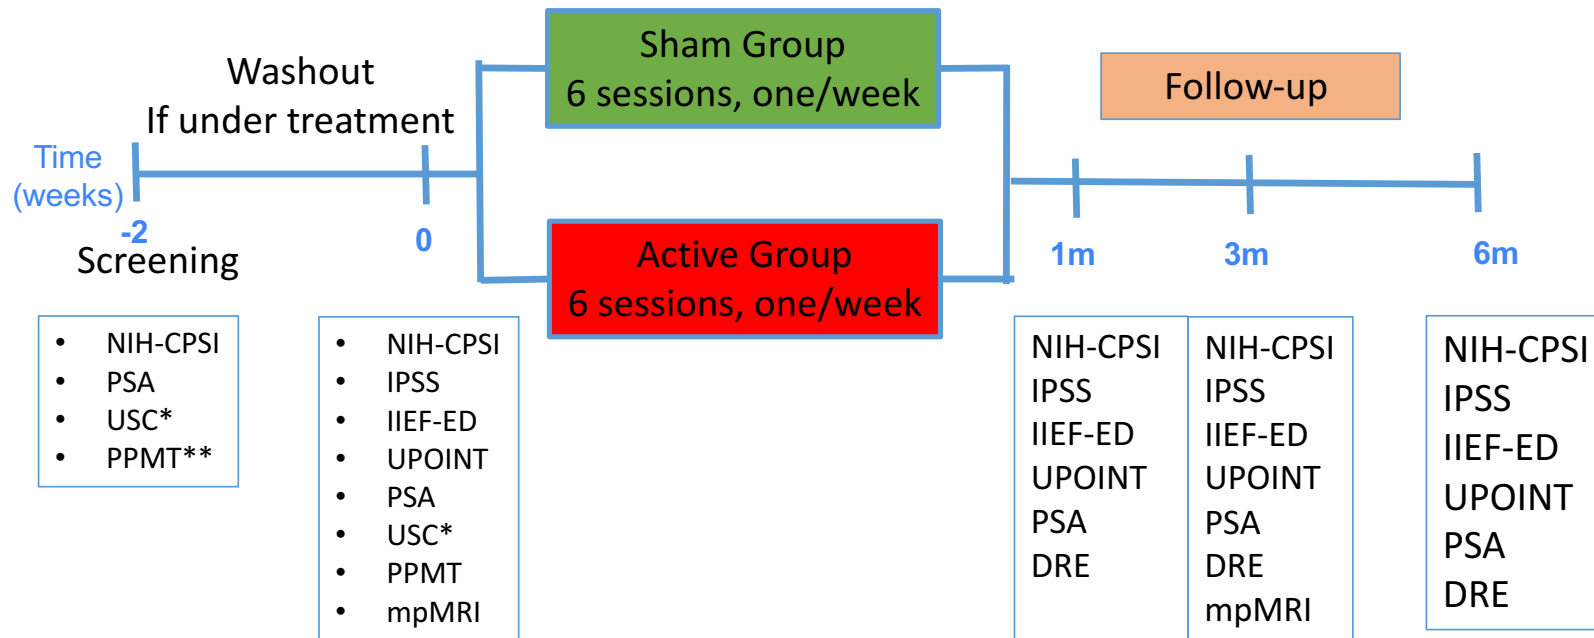 Washout
If under treatment
Sham Group
6 sessions, one/week
Follow-up
Time
(weeks)
-2
0
Active Group
6 sessions, one/week
1m
3m
6m
Screening
• NIH-CPSI
• PSA
• USC*
• PPMT**
• NIH-CPSI
• IPSS
• IIEF-ED
• UPOINT
• PSA
• USC*
• PPMT
• mpMRI
NIH-CPSI
IPSS
IIEF-ED
UPOINT
PSA
DRE
NIH-CPSI
IPSS
IIEF-ED
UPOINT
PSA
DRE
mpMRI
NIH-CPSI
IPSS
IIEF-ED
UPOINT
PSA
DRE